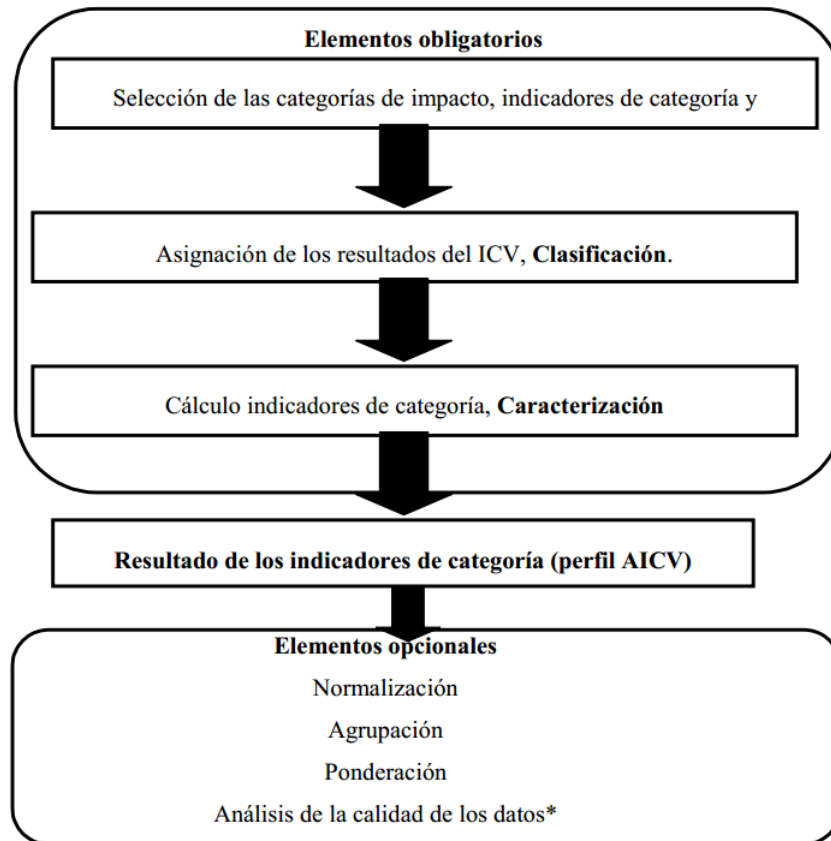 Elementos obligatorios
Selección de las categorías de impacto, indicadores de categoría y
Asignación de los resultados del ICV, Clasificación.
Cálculo indicadores de categoría, Caracterización
Resultado de los indicadores de categoría (perfil AICV)
Elementos opcionales
Normalización
Agrupación
Ponderación
Análisis de la calidad de los datos*